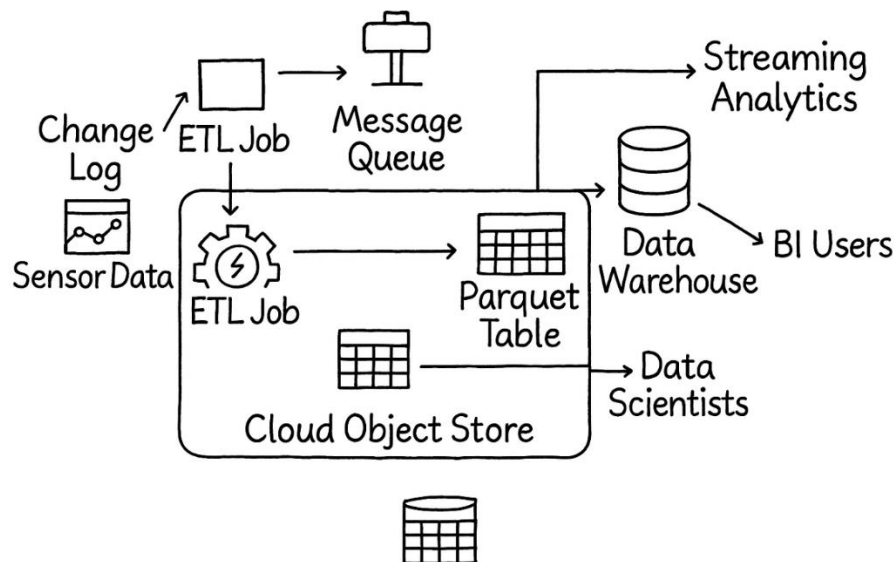 Streaming
Analytics
Message
Queue
ETL Job
Change
Log
Sensor Data
ETL Job
Parquet
Table
Data
Warehouse
BI Users
Data
Scientists
Cloud Object Store